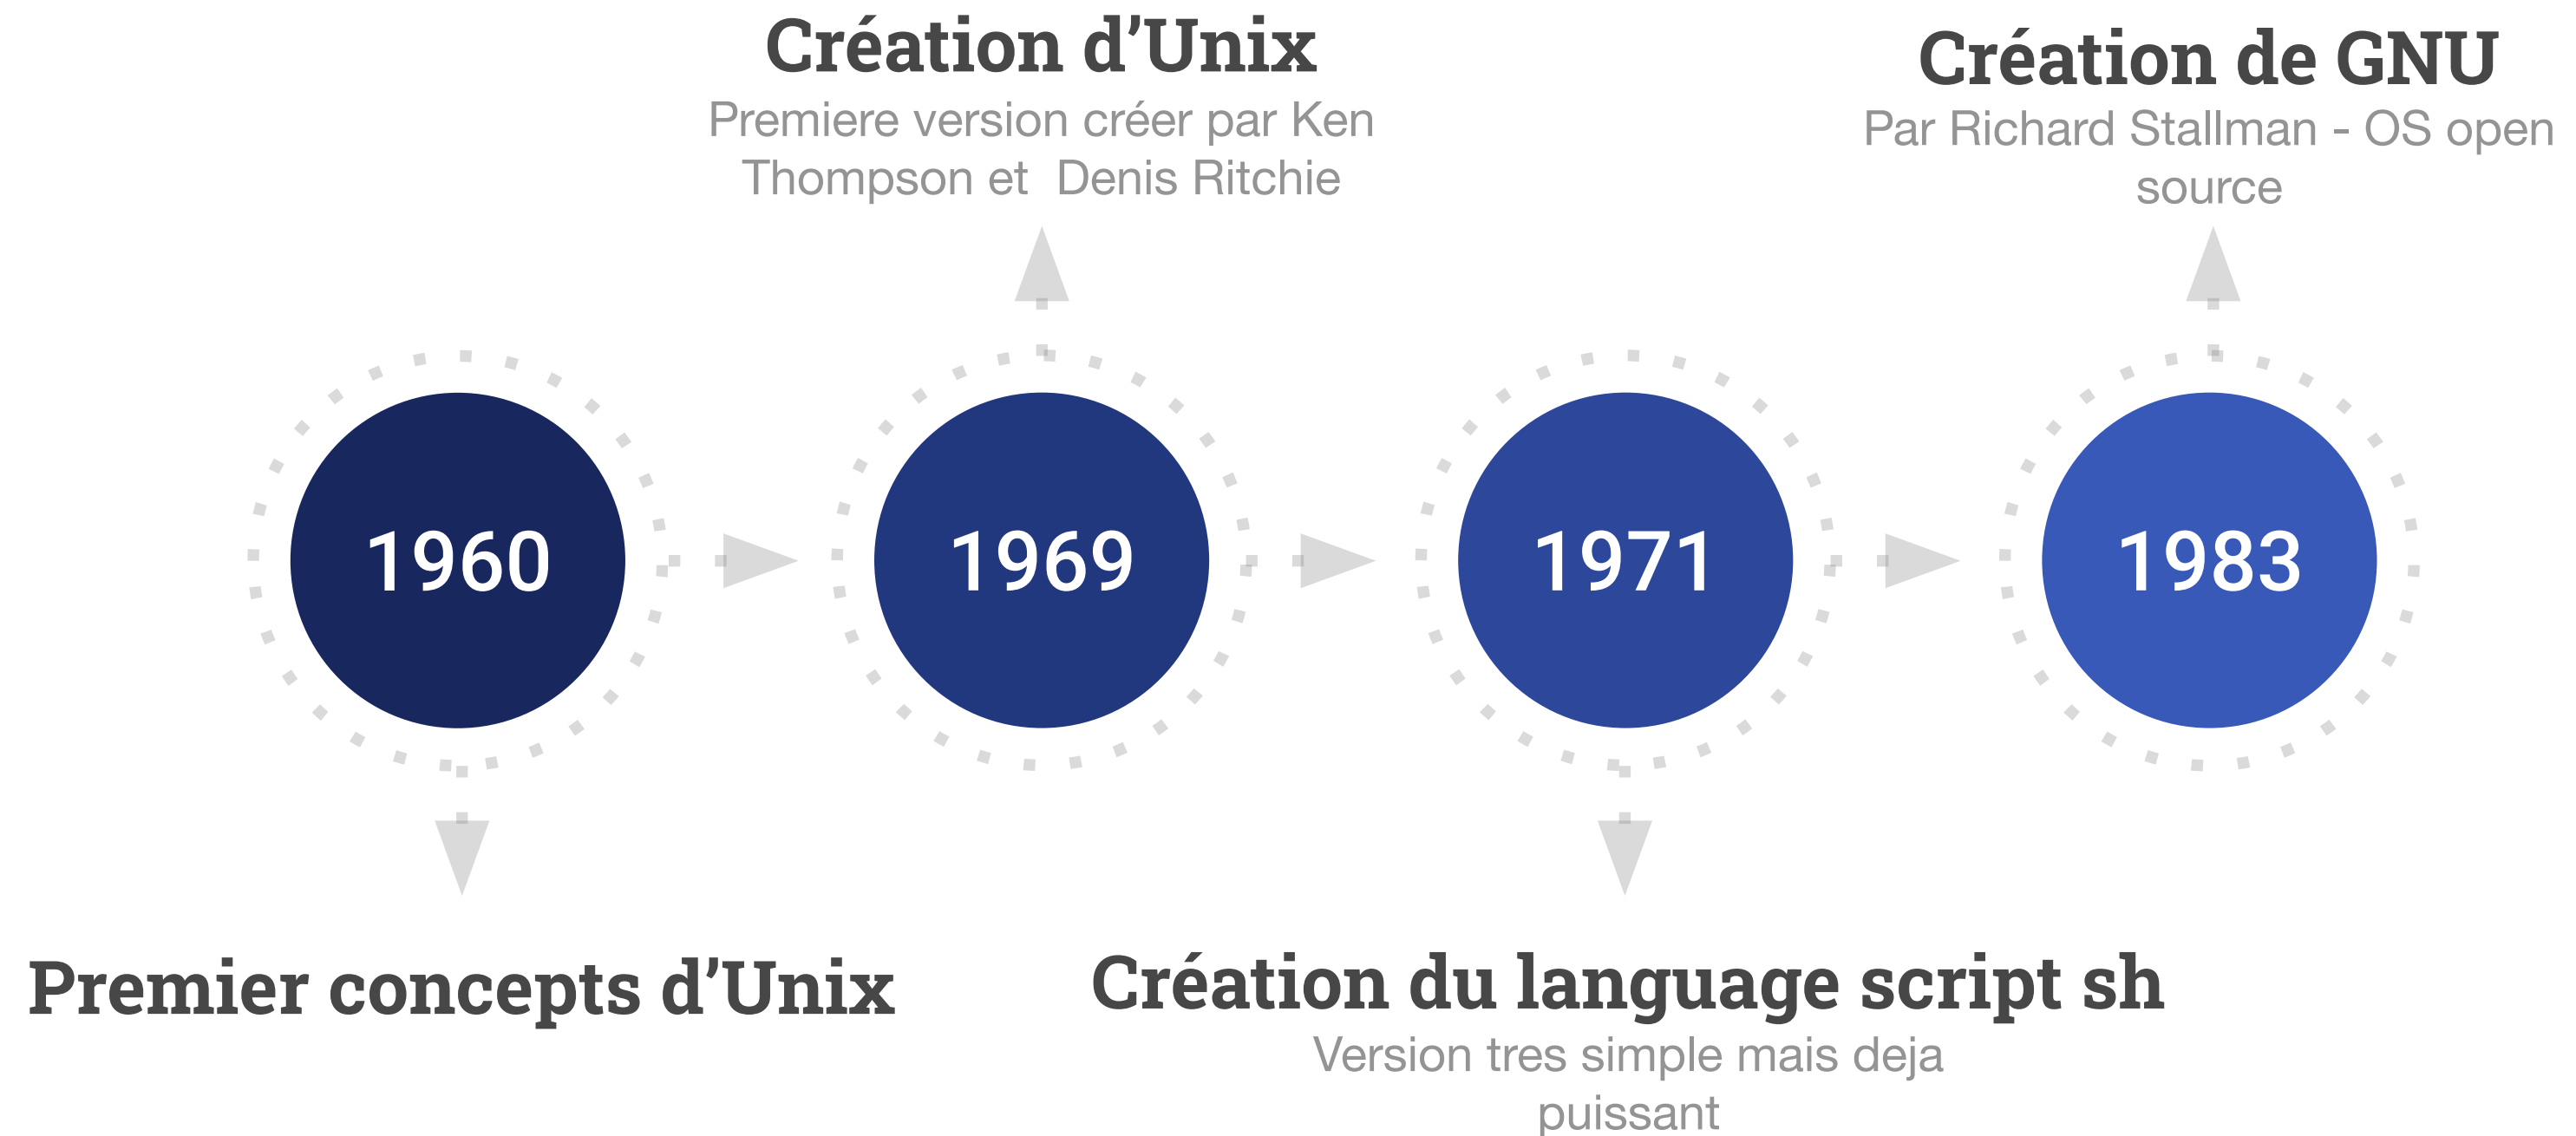 Création d’Unix
Premiere version créer par Ken
Thompson et  Denis Ritchie
Création de GNU
Par Richard Stallman - OS open
source
1960
1969
1971
1983
Premier concepts d’Unix
Création du language script sh
Version tres simple mais deja
puissant